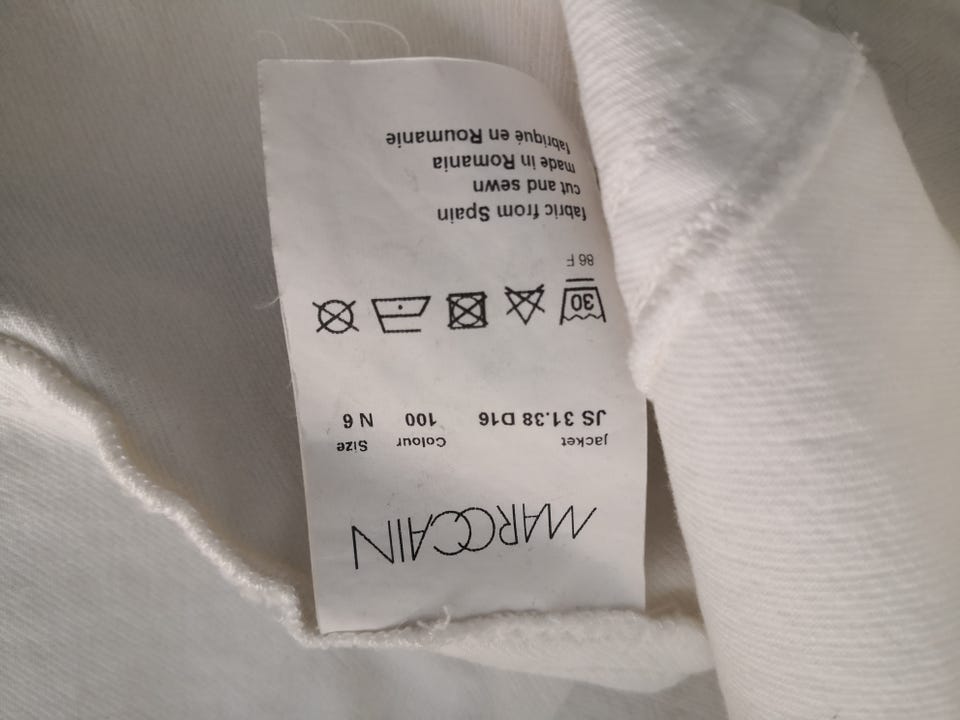 MARCCAIN
jacket Colour Size
JS 31.38 D16 100 N 6
30
86 F
fabric from Spain
cut and sewn
made in Romania
fabriqué en Roumanie